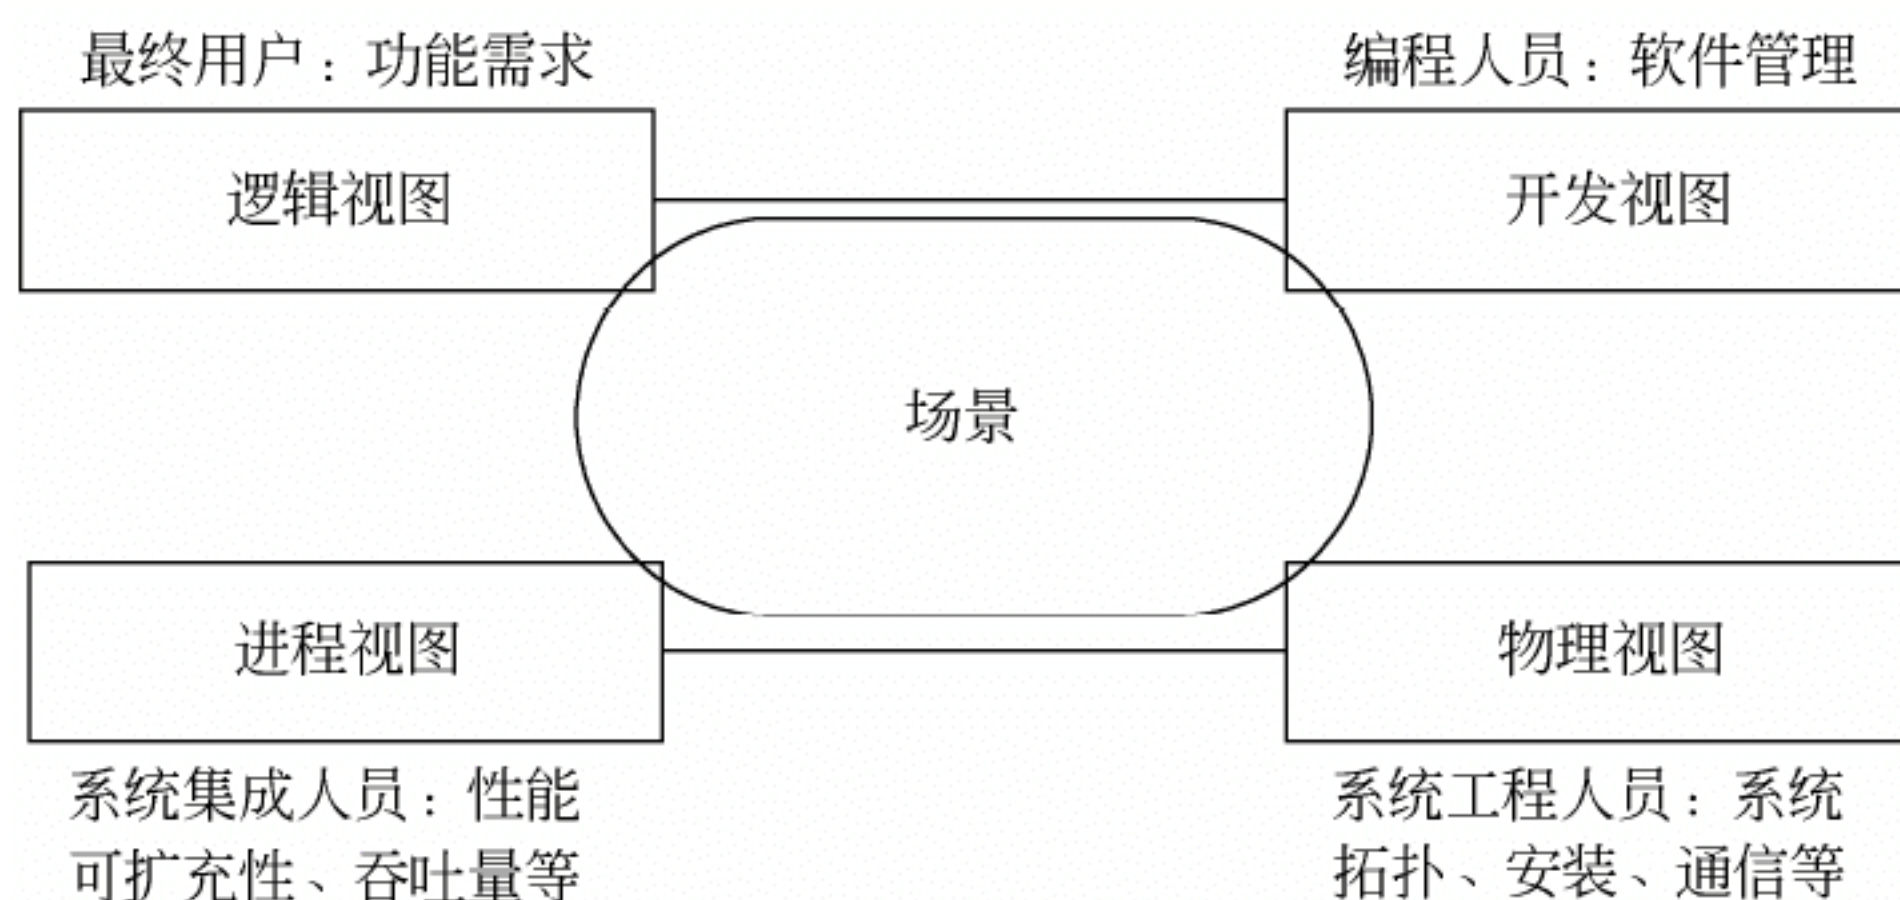 最终用户：功能需求
编程人员：软件管理
逻辑视图
开发视图
场景
进程视图
物理视图
系统集成人员：性能
可扩充性、吞吐量等
系统工程人员：系统
拓扑、安装、通信等